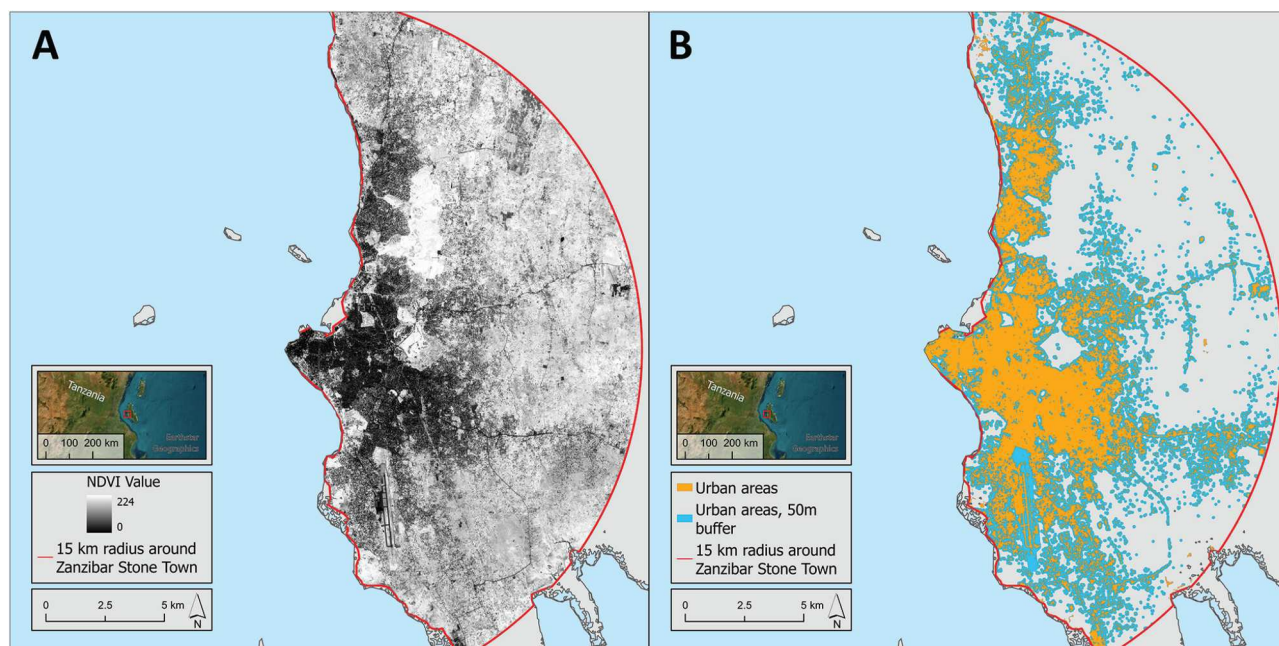 A
Tanzania
Earthstar
Geographics
0 100 200 km
NDVI Value
224
0
15 km radius around
Zanzibar Stone Town
0 2.5 5 km
N
B
Tanzania
Earthstar
Geographics
0 100 200 km
Urban areas
Urban areas, 50m
buffer
15 km radius around
Zanzibar Stone Town
0 2.5 5 km
N